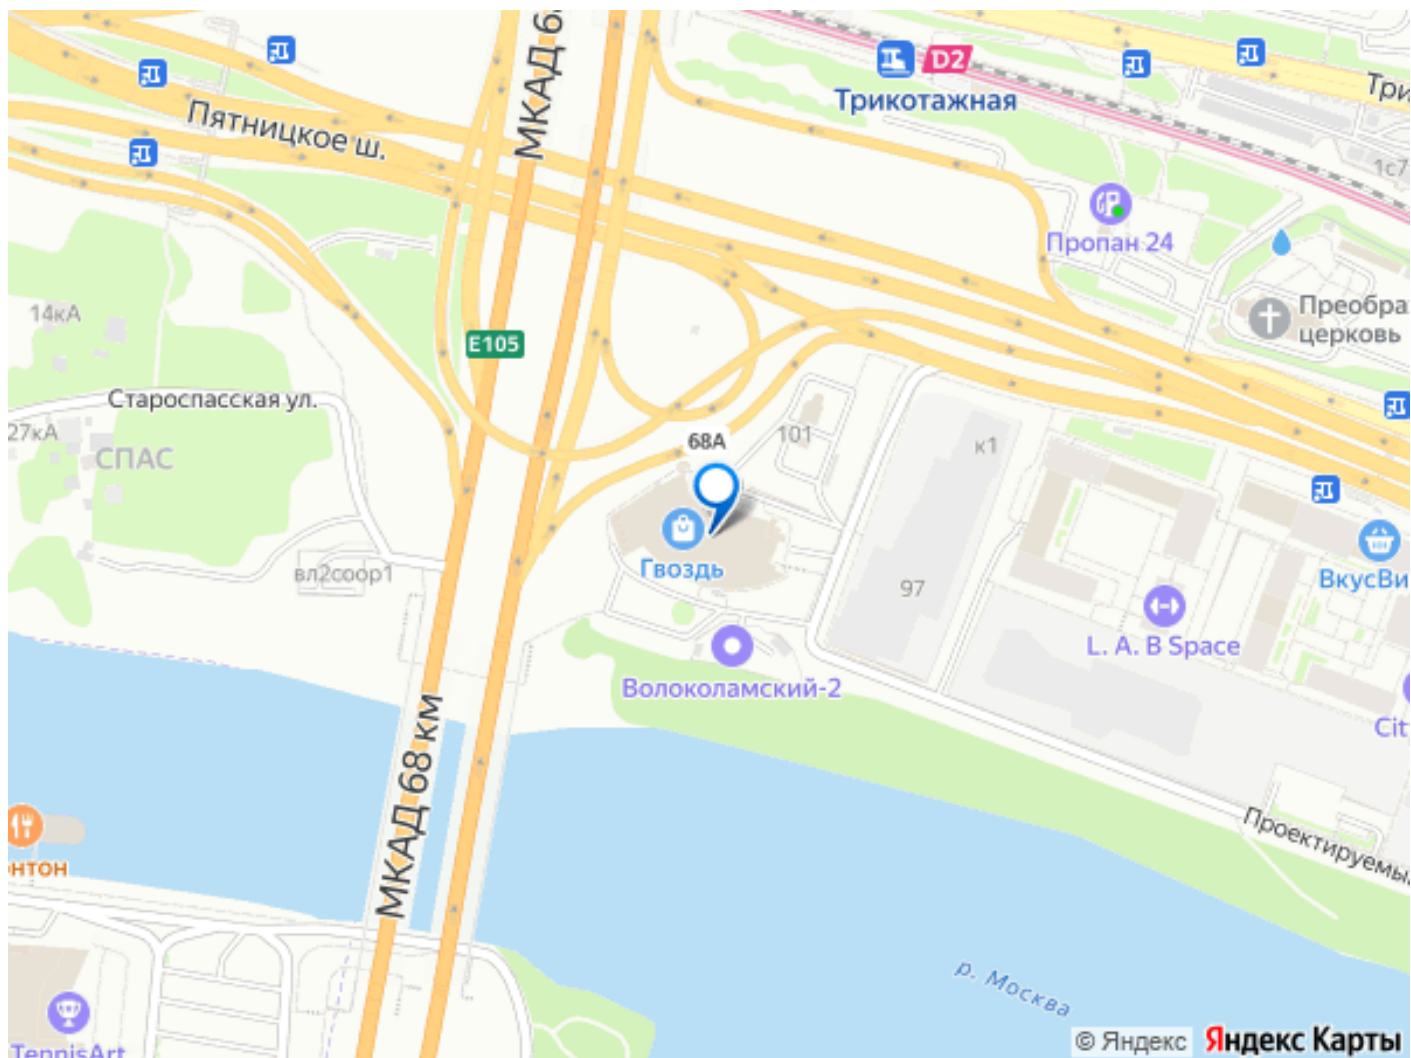 МКАД 68
D2
Трикотажная
Три
Пятницкое ш.
1с7
Пропан 24
14кА
Преобра
церковь
E105
Староспасская ул.
27кА
СПАС
68А
101
к1
Гвоздь
ВкусВи
вл2соор1
97
L. A. B Space
Волоколамский-2
Cit
МКАД 68 км
Проектируемы
нтон
р. Москва
TennisArt
© Яндекс
Яндекс Карты